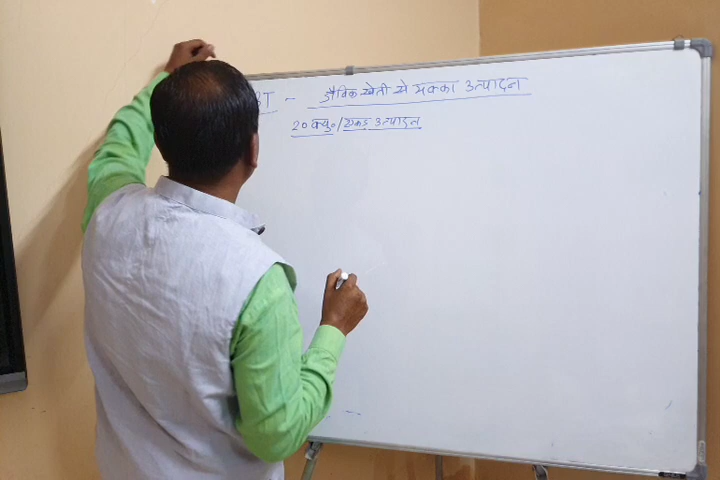 - जैविक खेती से मक्का उत्पादन
20 क्यु०/एकड़ उत्पादन